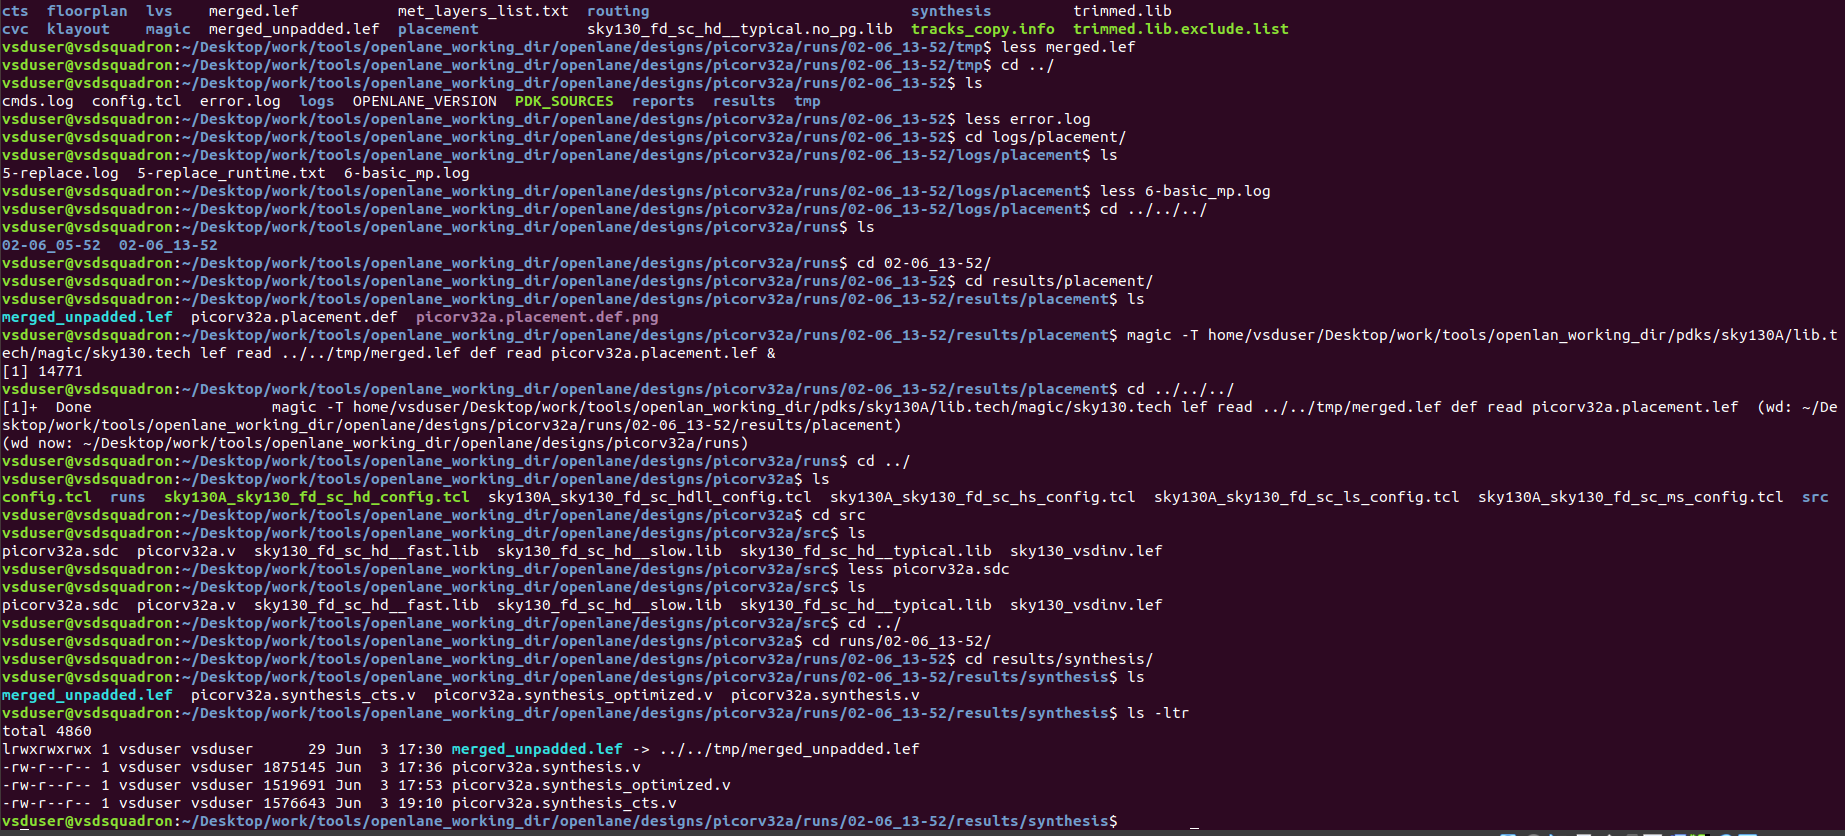 cts  floorplan  lvs    merged.lef           met_layers_list.txt  routing                             synthesis         trimmed.lib
cvc  klayout    magic  merged_unpadded.lef  placement            sky130_fd_sc_hd__typical.no_pg.lib  tracks_copy.info  trimmed.lib.exclude.list
vsduser@vsdsquadron:~/Desktop/work/tools/openlane_working_dir/openlane/designs/picorv32a/runs/02-06_13-52/tmp$ less merged.lef
vsduser@vsdsquadron:~/Desktop/work/tools/openlane_working_dir/openlane/designs/picorv32a/runs/02-06_13-52/tmp$ cd ../
vsduser@vsdsquadron:~/Desktop/work/tools/openlane_working_dir/openlane/designs/picorv32a/runs/02-06_13-52$ ls
cmds.log  config.tcl  error.log  logs  OPENLANE_VERSION  PDK_SOURCES  reports  results  tmp
vsduser@vsdsquadron:~/Desktop/work/tools/openlane_working_dir/openlane/designs/picorv32a/runs/02-06_13-52$ less error.log
vsduser@vsdsquadron:~/Desktop/work/tools/openlane_working_dir/openlane/designs/picorv32a/runs/02-06_13-52$ cd logs/placement/
vsduser@vsdsquadron:~/Desktop/work/tools/openlane_working_dir/openlane/designs/picorv32a/runs/02-06_13-52/logs/placement$ ls
5-replace.log  5-replace_runtime.txt  6-basic_mp.log
vsduser@vsdsquadron:~/Desktop/work/tools/openlane_working_dir/openlane/designs/picorv32a/runs/02-06_13-52/logs/placement$ less 6-basic_mp.log
vsduser@vsdsquadron:~/Desktop/work/tools/openlane_working_dir/openlane/designs/picorv32a/runs/02-06_13-52/logs/placement$ cd ../../../
vsduser@vsdsquadron:~/Desktop/work/tools/openlane_working_dir/openlane/designs/picorv32a/runs$ ls
02-06_05-52  02-06_13-52
vsduser@vsdsquadron:~/Desktop/work/tools/openlane_working_dir/openlane/designs/picorv32a/runs$ cd 02-06_13-52/
vsduser@vsdsquadron:~/Desktop/work/tools/openlane_working_dir/openlane/designs/picorv32a/runs/02-06_13-52$ cd results/placement/
vsduser@vsdsquadron:~/Desktop/work/tools/openlane_working_dir/openlane/designs/picorv32a/runs/02-06_13-52/results/placement$ ls
merged_unpadded.lef  picorv32a.placement.def  picorv32a.placement.def.png
vsduser@vsdsquadron:~/Desktop/work/tools/openlane_working_dir/openlane/designs/picorv32a/runs/02-06_13-52/results/placement$ magic -T home/vsduser/Desktop/work/tools/openlan_working_dir/pdks/sky130A/lib.t
ech/magic/sky130.tech lef read ../../tmp/merged.lef def read picorv32a.placement.lef &
[1] 14771
vsduser@vsdsquadron:~/Desktop/work/tools/openlane_working_dir/openlane/designs/picorv32a/runs/02-06_13-52/results/placement$ cd ../../../
[1]+  Done                    magic -T home/vsduser/Desktop/work/tools/openlan_working_dir/pdks/sky130A/lib.tech/magic/sky130.tech lef read ../../tmp/merged.lef def read picorv32a.placement.lef  (wd: ~/De
sktop/work/tools/openlane_working_dir/openlane/designs/picorv32a/runs/02-06_13-52/results/placement)
(wd now: ~/Desktop/work/tools/openlane_working_dir/openlane/designs/picorv32a/runs)
vsduser@vsdsquadron:~/Desktop/work/tools/openlane_working_dir/openlane/designs/picorv32a/runs$ cd ../
vsduser@vsdsquadron:~/Desktop/work/tools/openlane_working_dir/openlane/designs/picorv32a$ ls
config.tcl  runs  sky130A_sky130_fd_sc_hd_config.tcl  sky130A_sky130_fd_sc_hdll_config.tcl  sky130A_sky130_fd_sc_hs_config.tcl  sky130A_sky130_fd_sc_ls_config.tcl  sky130A_sky130_fd_sc_ms_config.tcl  src
vsduser@vsdsquadron:~/Desktop/work/tools/openlane_working_dir/openlane/designs/picorv32a$ cd src
vsduser@vsdsquadron:~/Desktop/work/tools/openlane_working_dir/openlane/designs/picorv32a/src$ ls
picorv32a.sdc  picorv32a.v  sky130_fd_sc_hd__fast.lib  sky130_fd_sc_hd__slow.lib  sky130_fd_sc_hd__typical.lib  sky130_vsdinv.lef
vsduser@vsdsquadron:~/Desktop/work/tools/openlane_working_dir/openlane/designs/picorv32a/src$ less picorv32a.sdc
vsduser@vsdsquadron:~/Desktop/work/tools/openlane_working_dir/openlane/designs/picorv32a/src$ ls
picorv32a.sdc  picorv32a.v  sky130_fd_sc_hd__fast.lib  sky130_fd_sc_hd__slow.lib  sky130_fd_sc_hd__typical.lib  sky130_vsdinv.lef
vsduser@vsdsquadron:~/Desktop/work/tools/openlane_working_dir/openlane/designs/picorv32a/src$ cd ../
vsduser@vsdsquadron:~/Desktop/work/tools/openlane_working_dir/openlane/designs/picorv32a$ cd runs/02-06_13-52/
vsduser@vsdsquadron:~/Desktop/work/tools/openlane_working_dir/openlane/designs/picorv32a/runs/02-06_13-52$ cd results/synthesis/
vsduser@vsdsquadron:~/Desktop/work/tools/openlane_working_dir/openlane/designs/picorv32a/runs/02-06_13-52/results/synthesis$ ls
merged_unpadded.lef  picorv32a.synthesis_cts.v  picorv32a.synthesis_optimized.v  picorv32a.synthesis.v
vsduser@vsdsquadron:~/Desktop/work/tools/openlane_working_dir/openlane/designs/picorv32a/runs/02-06_13-52/results/synthesis$ ls -ltr
total 4860
lrwxrwxrwx 1 vsduser vsduser      29 Jun  3 17:30 merged_unpadded.lef -> ../../tmp/merged_unpadded.lef
-rw-r--r-- 1 vsduser vsduser 1875145 Jun  3 17:36 picorv32a.synthesis.v
-rw-r--r-- 1 vsduser vsduser 1519691 Jun  3 17:53 picorv32a.synthesis_optimized.v
-rw-r--r-- 1 vsduser vsduser 1576643 Jun  3 19:10 picorv32a.synthesis_cts.v
vsduser@vsdsquadron:~/Desktop/work/tools/openlane_working_dir/openlane/designs/picorv32a/runs/02-06_13-52/results/synthesis$